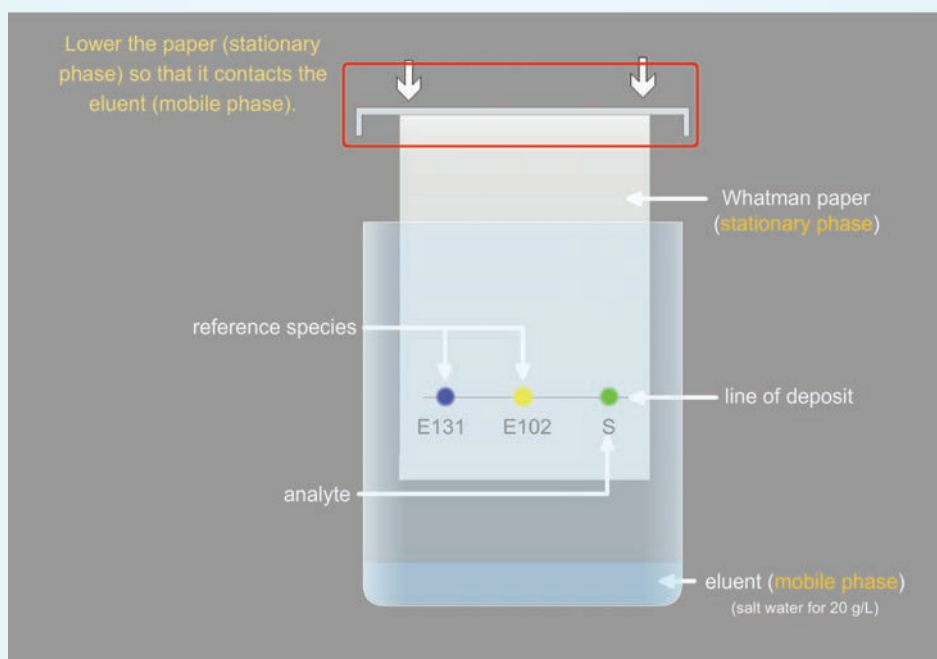 Lower the paper (stationary
phase) so that it contacts the
eluent (mobile phase).
Whatman paper
(stationary phase)
reference species
line of deposit
E131 E102 S
analyte
eluent (mobile phase)
(salt water for 20 g/L)